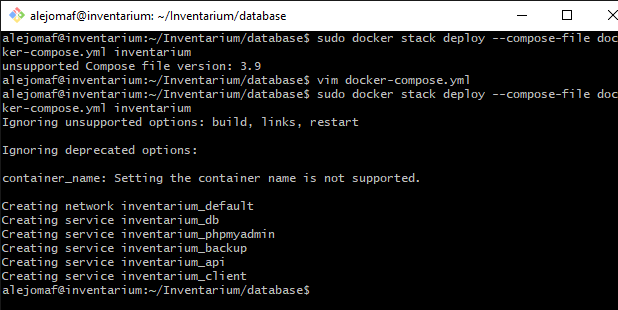 alejomaf@inventarium: ~/Inventarium/database
alejomaf@inventarium:~/Inventarium/database$ sudo docker stack deploy --compose-file doc
ker-compose.yml inventarium
unsupported Compose file version: 3.9
alejomaf@inventarium:~/Inventarium/database$ vim docker-compose.yml
alejomaf@inventarium:~/Inventarium/database$ sudo docker stack deploy --compose-file doc
ker-compose.yml inventarium
Ignoring unsupported options: build, links, restart

Ignoring deprecated options:

container_name: Setting the container name is not supported.

Creating network inventarium_default
Creating service inventarium_db
Creating service inventarium_phpmyadmin
Creating service inventarium_backup
Creating service inventarium_api
Creating service inventarium_client
alejomaf@inventarium:~/Inventarium/database$